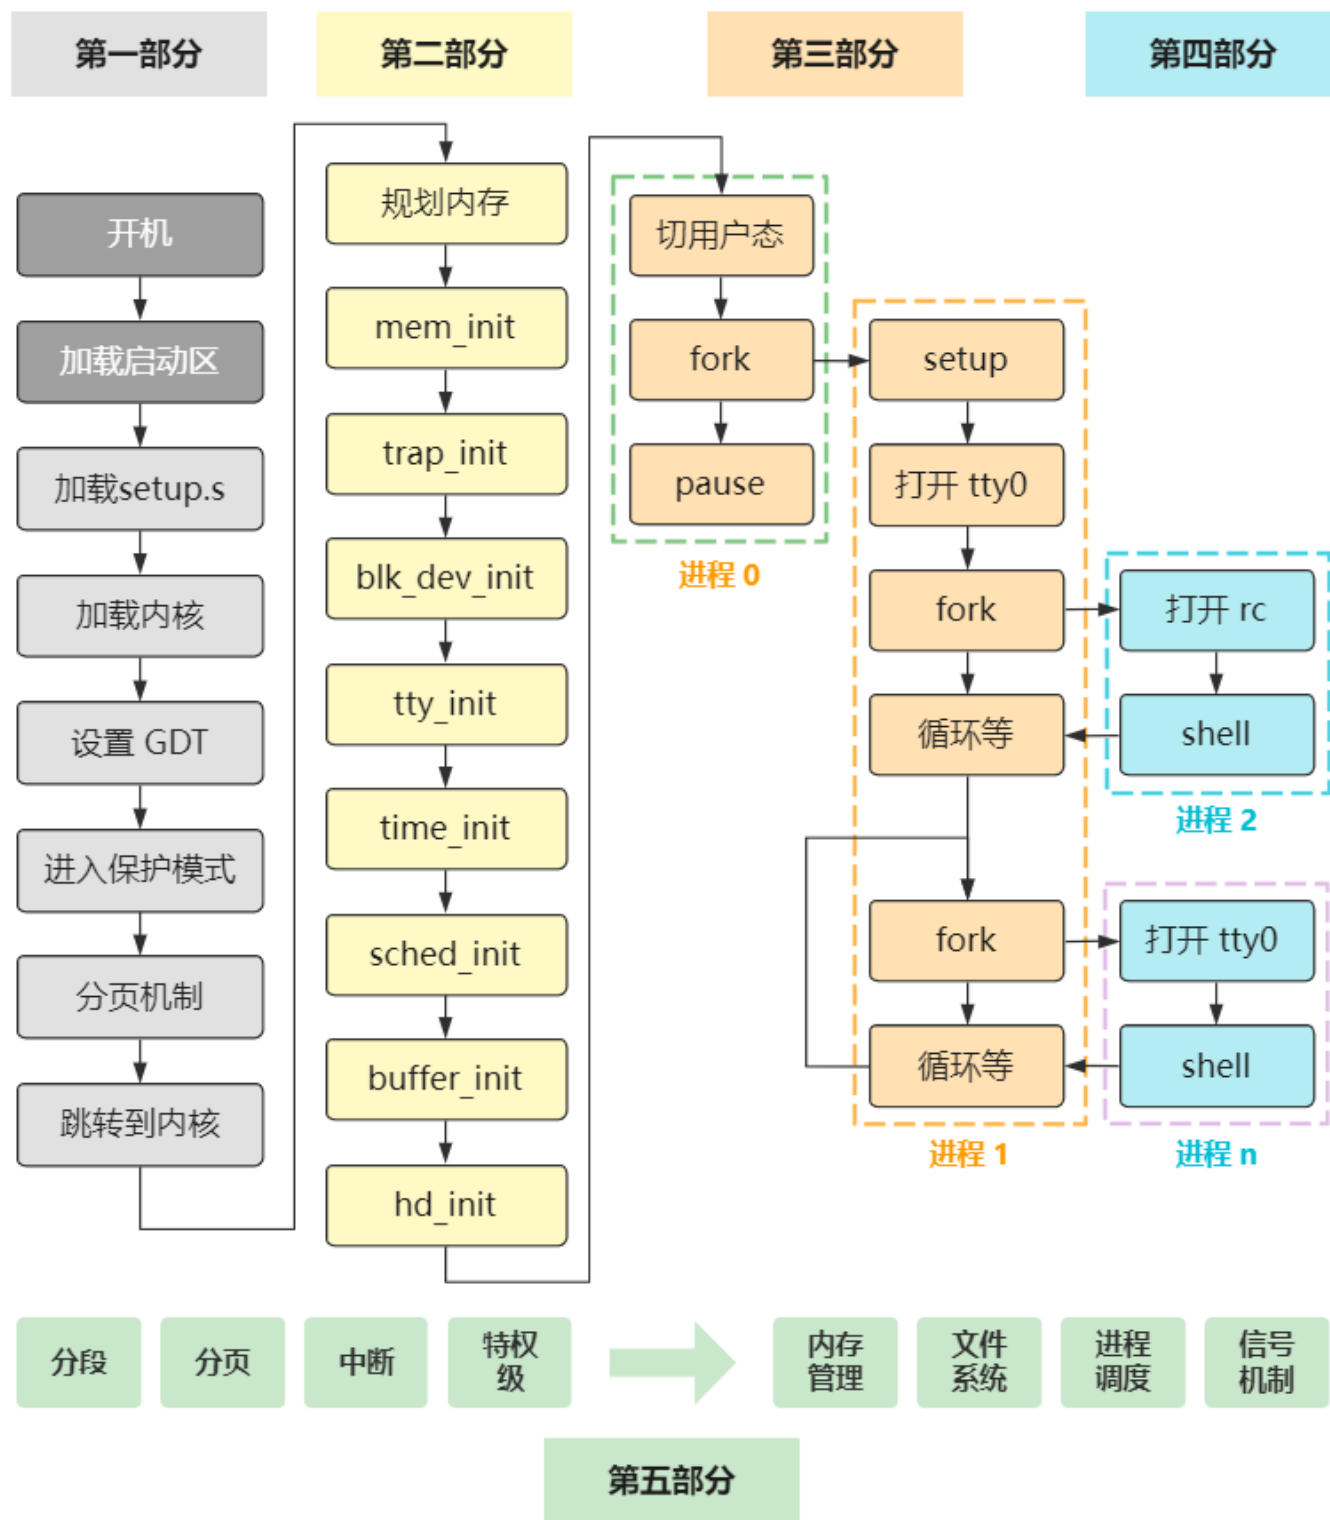 第一部分
第二部分
第三部分
第四部分
开机
加载启动区
加载setup.s
加载内核
设置 GDT
进入保护模式
分页机制
跳转到内核
规划内存
mem_init
trap_init
blk_dev_init
tty_init
time_init
sched_init
buffer_init
hd_init
切用户态
fork
pause
进程 0
setup
打开 tty0
fork
循环等
fork
循环等
进程 1
打开 rc
shell
进程 2
打开 tty0
shell
进程 n
分段
分页
中断
特权
级
内存
管理
文件
系统
进程
调度
信号
机制
第五部分